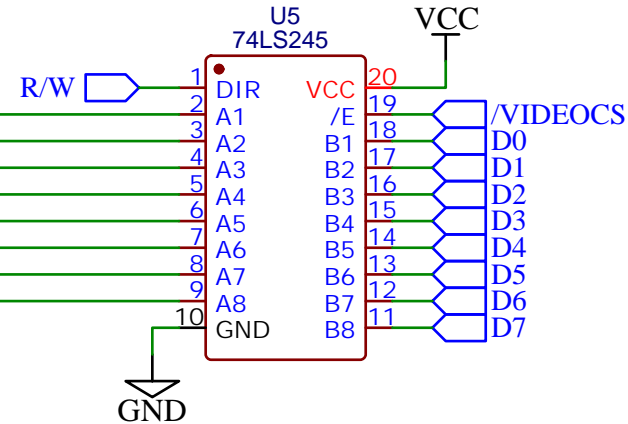 U5
74LS245
VCC
R/W
1 DIR VCC 20
2 A1 /E 19 /VIDEOCS
3 A2 B1 18 D0
4 A3 B2 17 D1
5 A4 B3 16 D2
6 A5 B4 15 D3
7 A6 B5 14 D4
8 A7 B6 13 D5
9 A8 B7 12 D6
10 GND B8 11 D7
GND